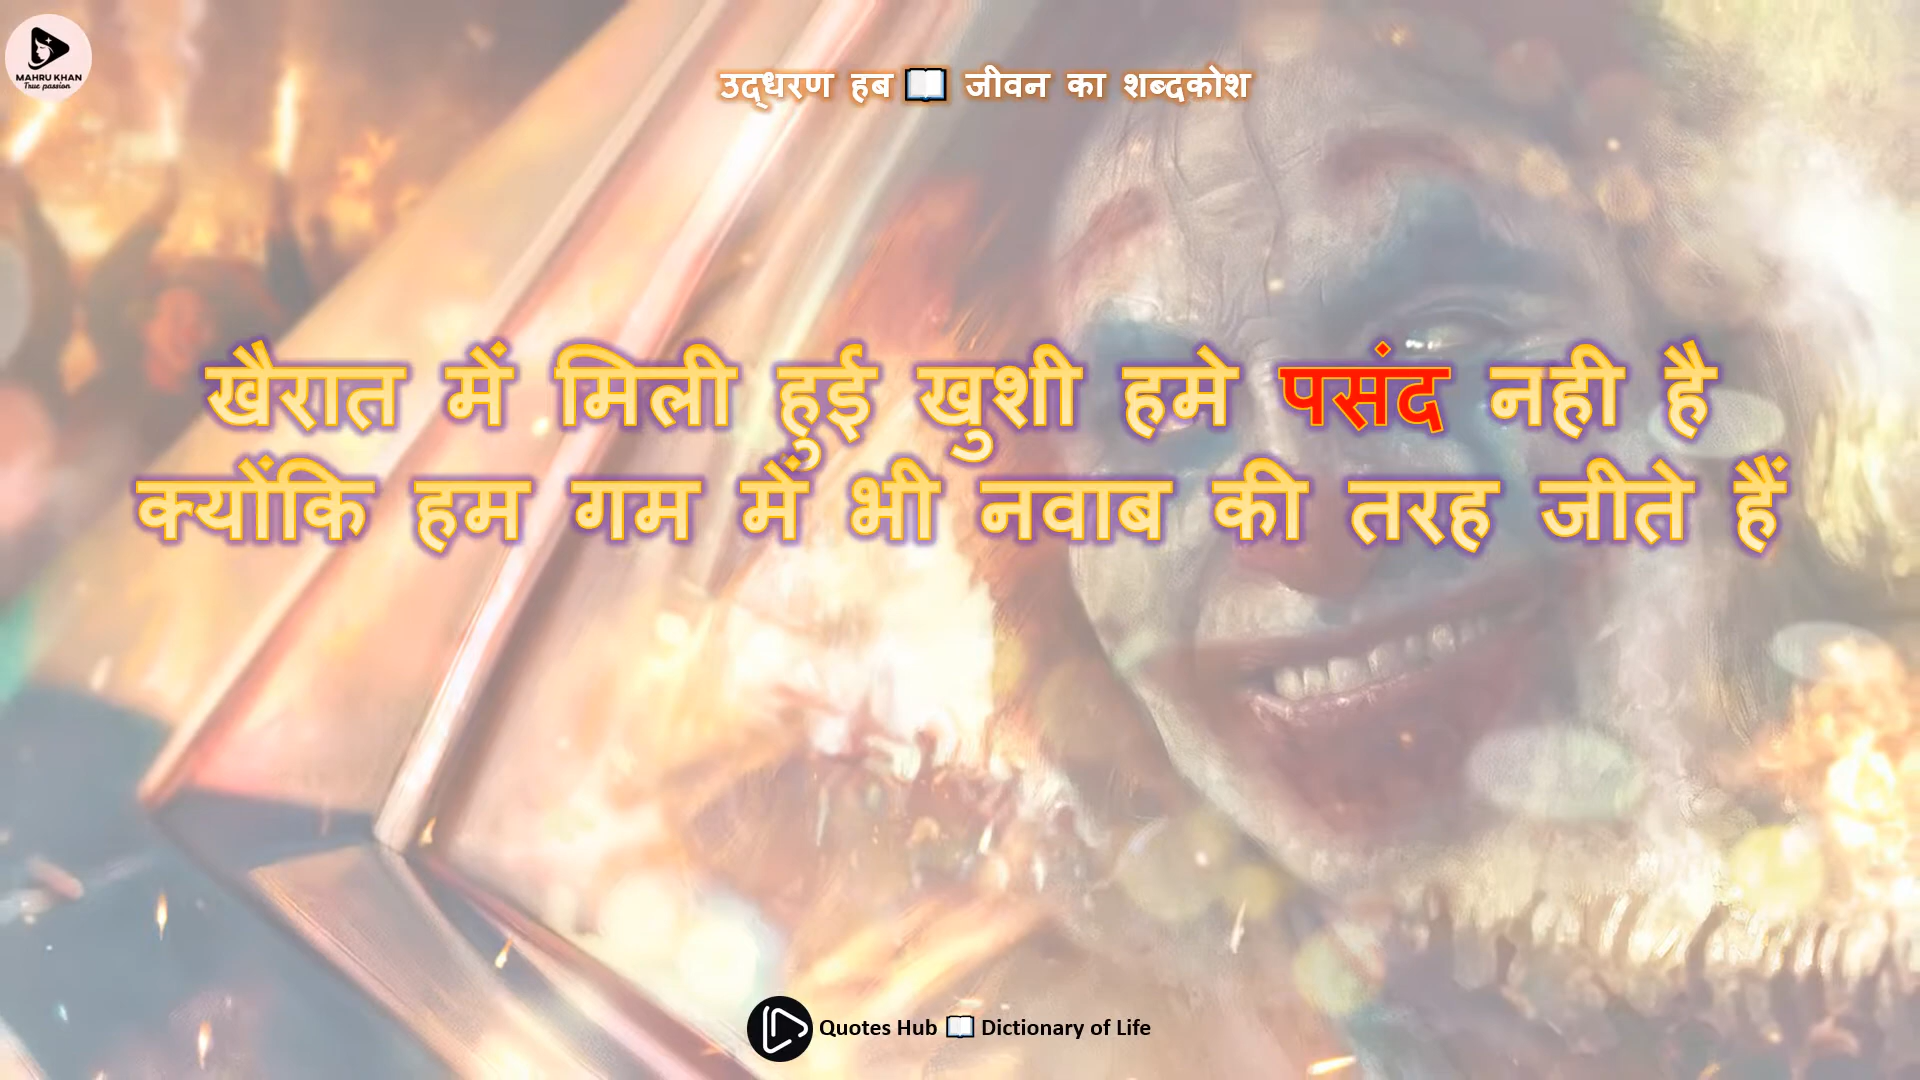 MAHRU KHAN
True passion
उद्धरण हब 📖 जीवन का शब्दकोश
खैरात में मिली हुई खुशी हमे पसंद नही है
क्योंकि हम गम में भी नवाब की तरह जीते हैं
Quotes Hub 📖 Dictionary of Life